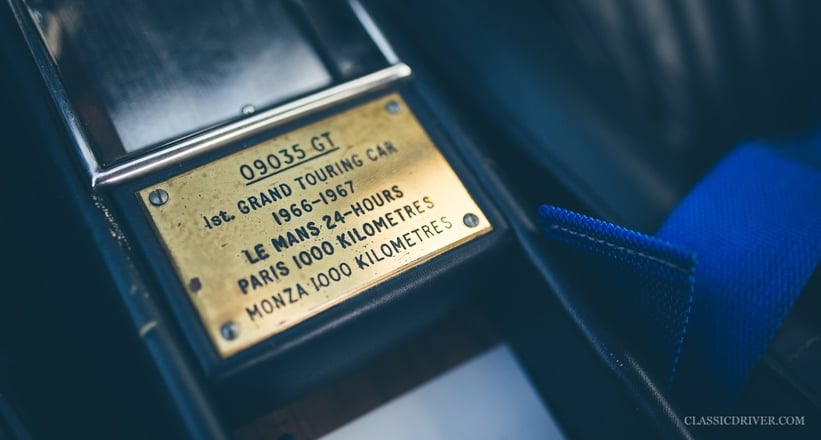 09035 GT
1st. GRAND TOURING CAR
1966-1967
LE MANS 24-HOURS
PARIS 1000 KILOMETRES
MONZA 1000 KILOMETRES
CLASSICDRIVER.COM